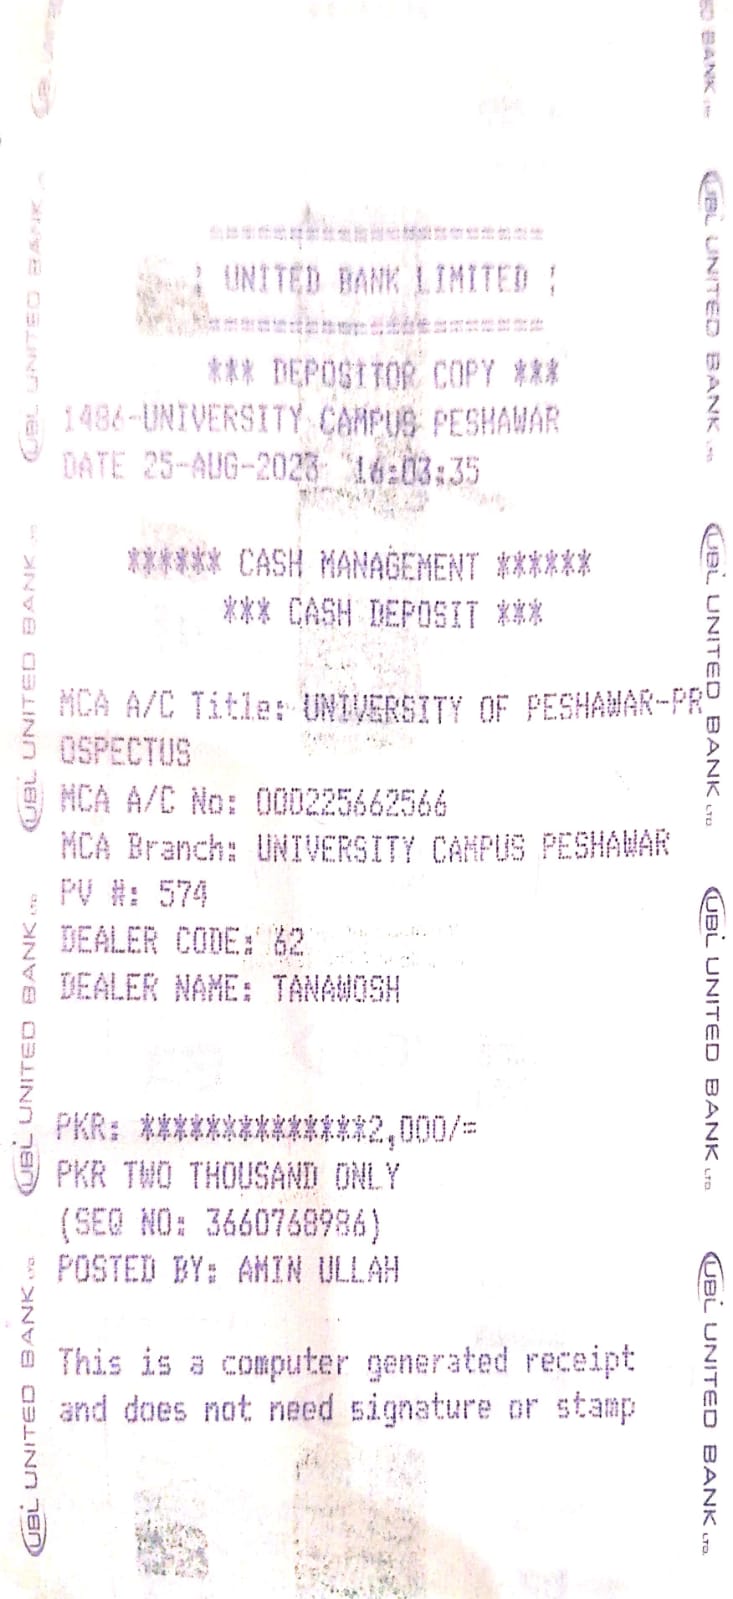 =====================
¦ UNITED BANK LIMITED ¦
=====================
*** DEPOSITOR COPY ***
1486-UNIVERSITY CAMPUS PESHAWAR
DATE 25-AUG-2023 16:03:35
****** CASH MANAGEMENT ******
*** CASH DEPOSIT ***
MCA A/C Title: UNIVERSITY OF PESHAWAR-PR
OSPECTUS
MCA A/C No: 000225662566
MCA Branch: UNIVERSITY CAMPUS PESHAWAR
PV #: 574
DEALER CODE: 62
DEALER NAME: TANAWOSH
PKR: **************2,000/=
PKR TWO THOUSAND ONLY
(SEQ NO: 3660768986)
POSTED BY: AMIN ULLAH
This is a computer generated receipt
and does not need signature or stamp
UBL UNITED BANK
UBL UNITED BANK LTD.
UBL UNITED BANK LTD.
UBL UNITED BANK LTD.
D BANK LTD.
UBL UNITED BANK LTD.
UBL UNITED BANK LTD.
UBL UNITED BANK LTD.
UBL UNITED BANK LTD.